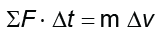 ΣF · Δt = m Δv